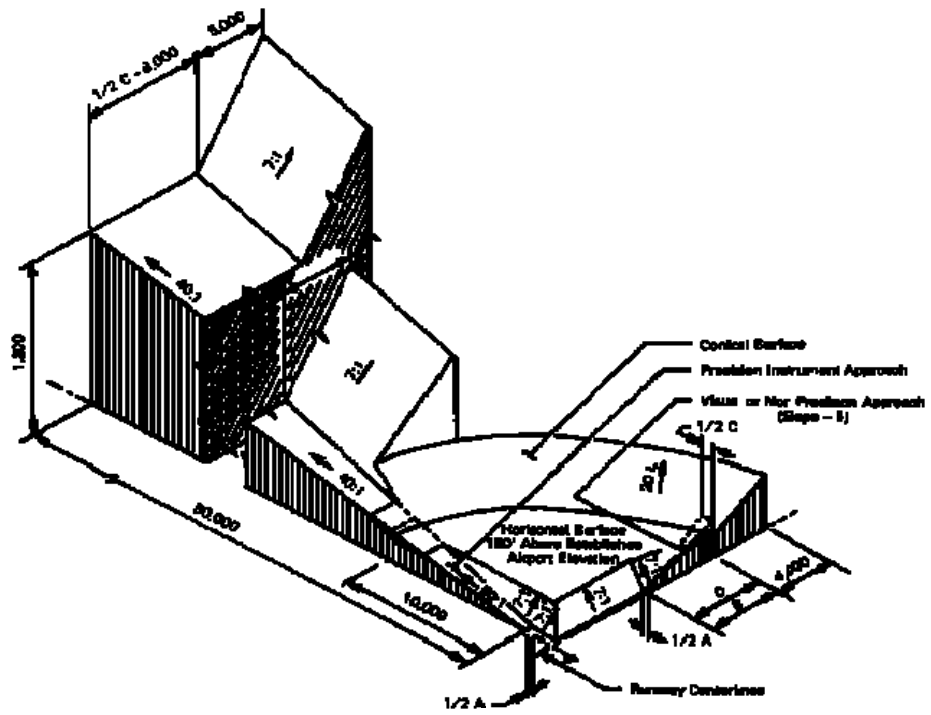 5,000
1/2 C - 8,000
7:1
40:1
1,200
7:1
Conical Surface
Precision Instrument Approach
Visual or Non Precision Approach
(Slope - E)
1/2 C
40:1
20:1
50,000
Horizontal Surface
150' Above Established
Airport Elevation
10,000
7:1
D
4,000
1/2 A
1/2 A
Runway Centerlines